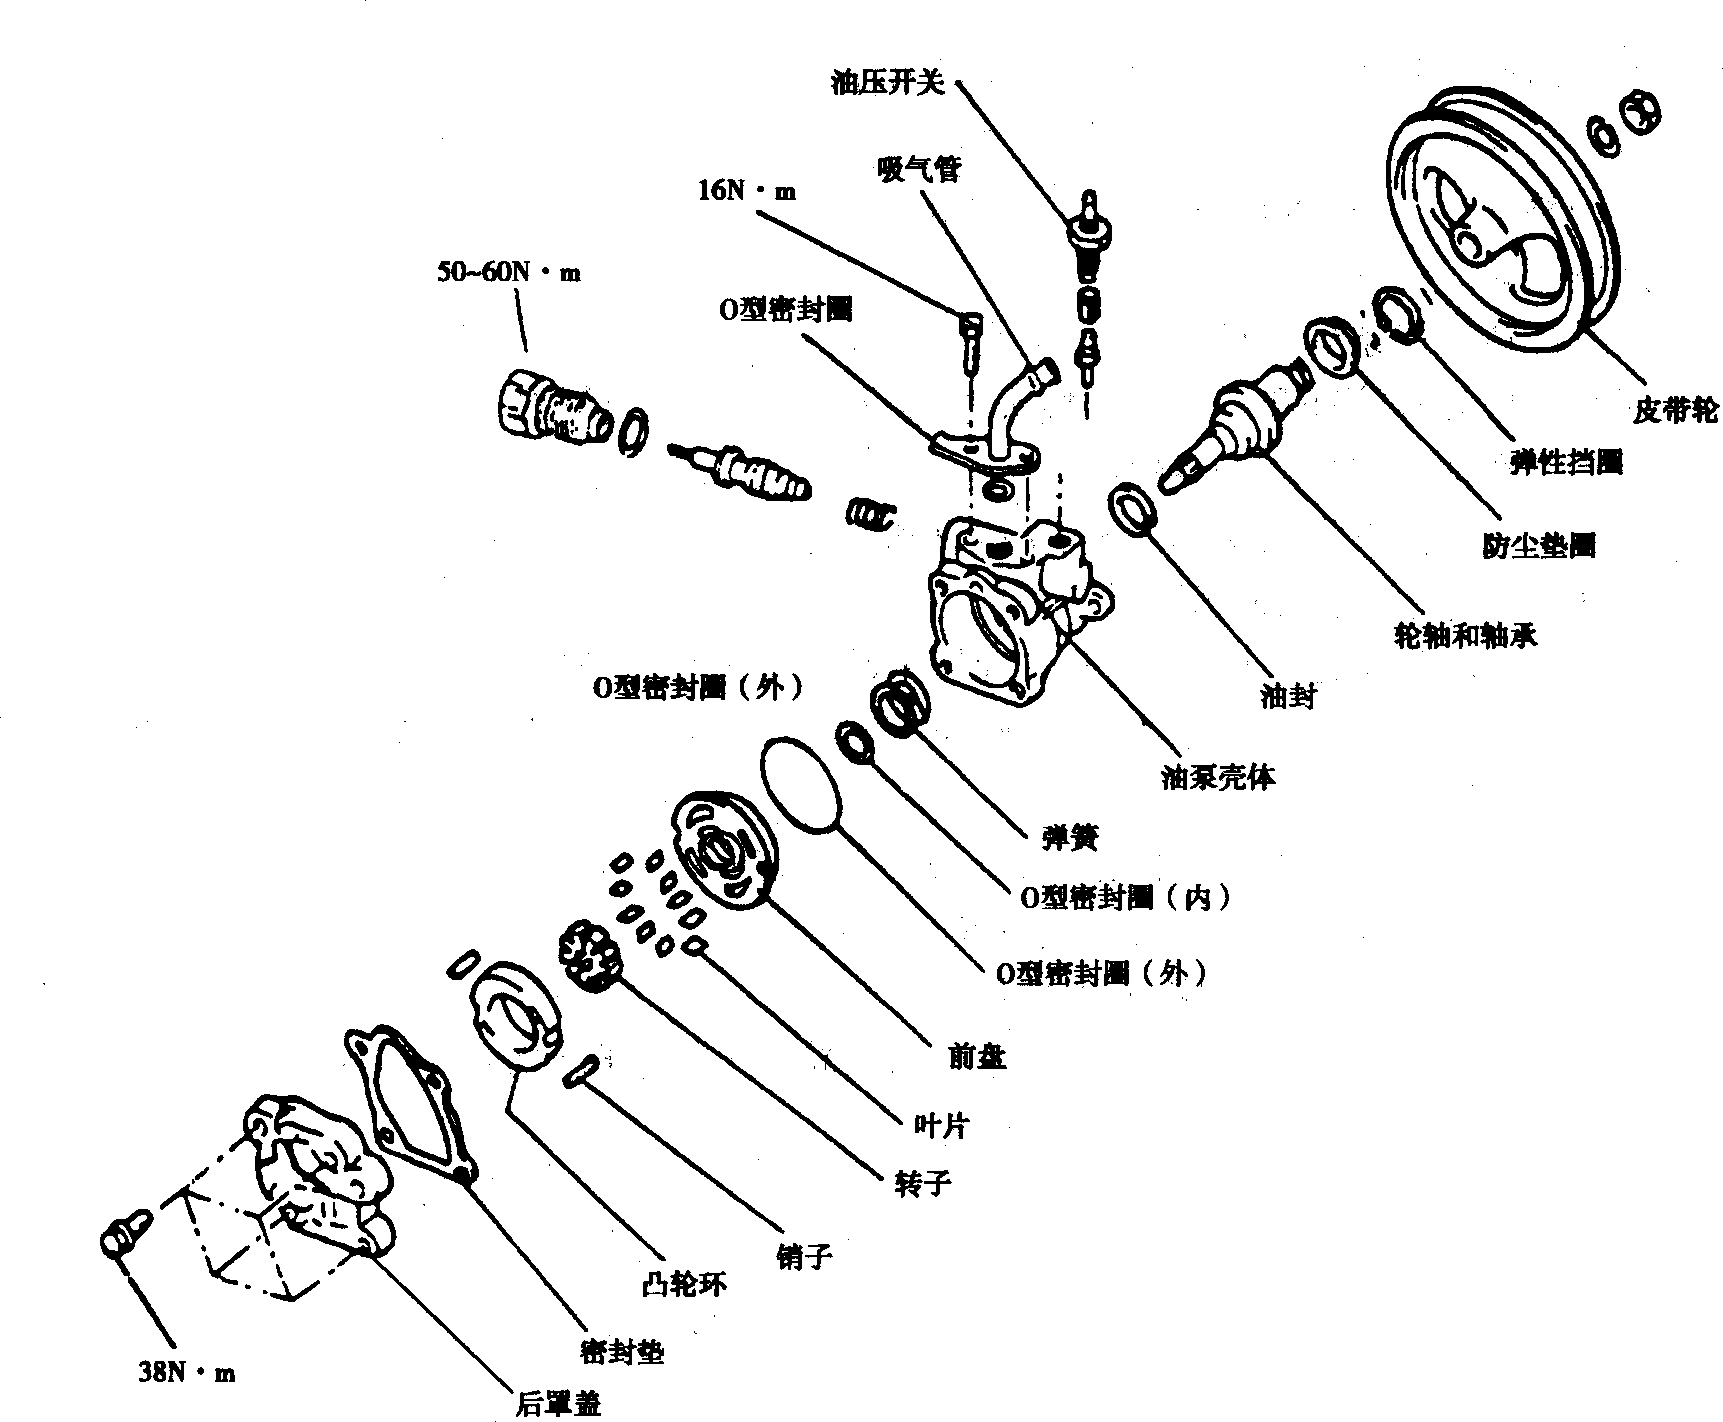 油压开关
吸气管
16N·m
50~60N·m
O型密封圈
皮带轮
弹性挡圈
防尘垫圈
轮轴和轴承
油封
O型密封圈（外）
油泵壳体
弹簧
O型密封圈（内）
O型密封圈（外）
前盘
叶片
转子
销子
凸轮环
密封垫
38N·m
后罩盖